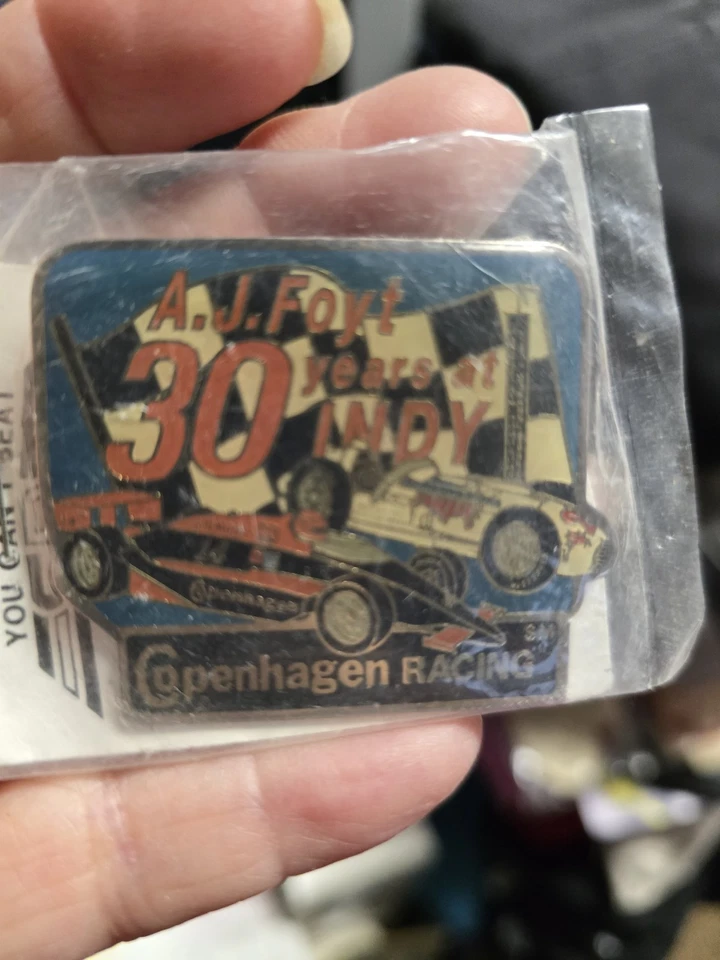 A.J.Foyt
30 years at
INDY
Copenhagen
Copenhagen RACING
YOU CAN'T BEAT